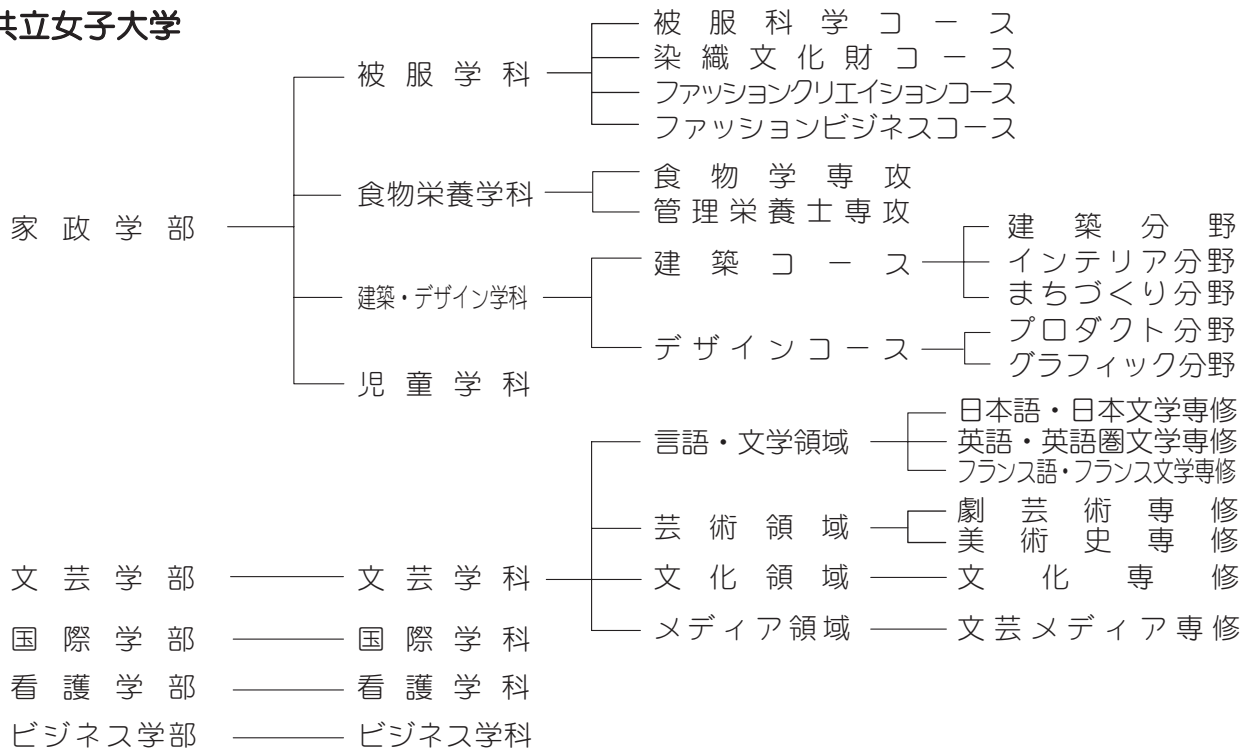 共立女子大学
家政学部
被服学科
被服科学コース
染織文化財コース
ファッションクリエイションコース
ファッションビジネスコース
食物栄養学科
食物学専攻
管理栄養士専攻
建築・デザイン学科
建築コース
建築分野
インテリア分野
まちづくり分野
デザインコース
プロダクト分野
グラフィック分野
児童学科
文芸学部
文芸学科
言語・文学領域
日本語・日本文学専修
英語・英語圏文学専修
フランス語・フランス文学専修
芸術領域
劇芸術専修
美術史専修
文化領域
文化専修
メディア領域
文芸メディア専修
国際学部
国際学科
看護学部
看護学科
ビジネス学部
ビジネス学科